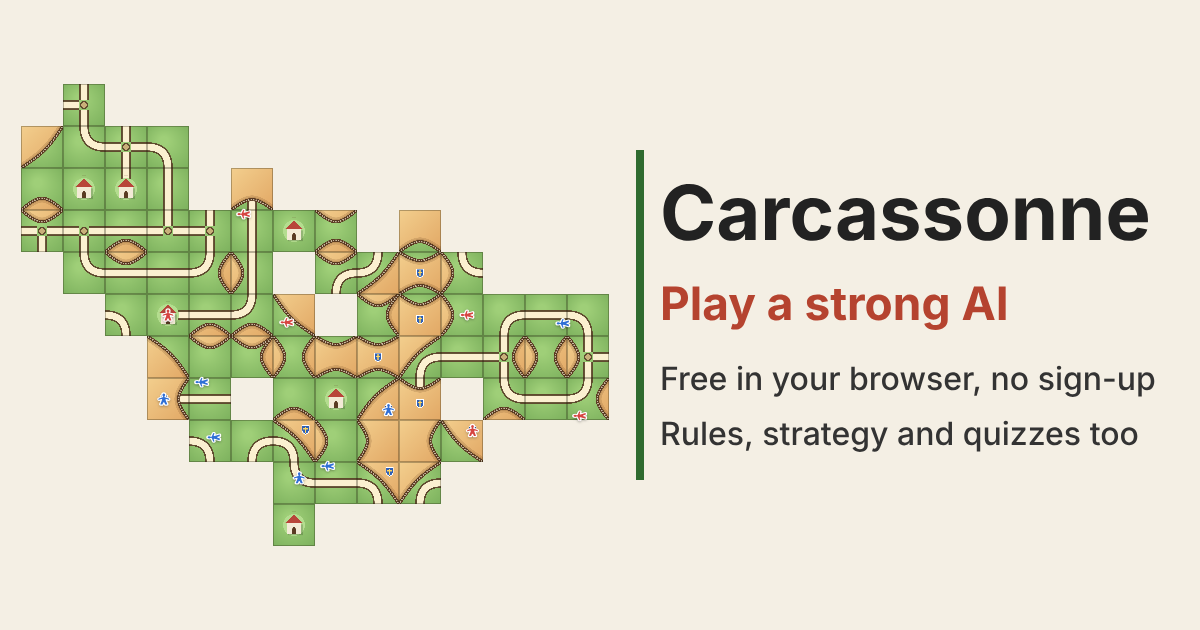 Carcassonne
Play a strong AI
Free in your browser, no sign-up
Rules, strategy and quizzes too